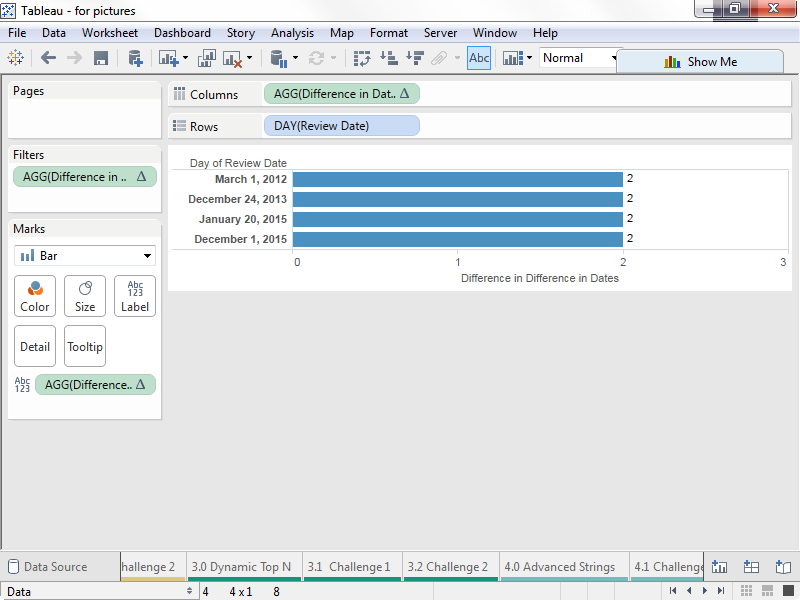 Tableau - for pictures
File Data Worksheet Dashboard Story Analysis Map Format Server Window Help
Abc Normal Show Me
Pages
Columns AGG(Difference in Dat.. Δ
Rows DAY(Review Date)
Filters
AGG(Difference in .. Δ
Marks
Bar
Color Size Abc 123 Label
Detail Tooltip
Abc 123 AGG(Difference.. Δ
Day of Review Date
March 1, 2012 2
December 24, 2013 2
January 20, 2015 2
December 1, 2015 2
0 1 2 3
Difference in Difference in Dates
Data Source hallenge 2 3.0 Dynamic Top N 3.1 Challenge 1 3.2 Challenge 2 4.0 Advanced Strings 4.1 Challenge
Data 4 4 x 1 8